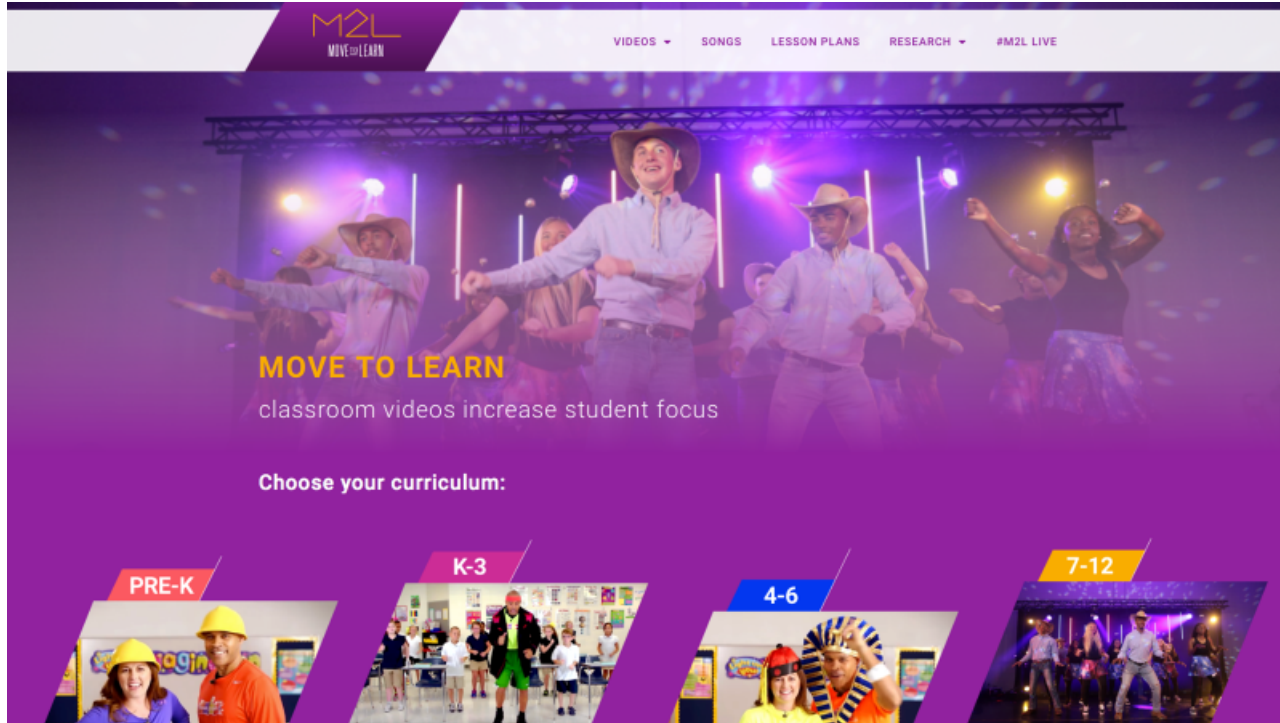 M2L
MOVE TO LEARN
VIDEOS
SONGS
LESSON PLANS
RESEARCH
#M2L LIVE
MOVE TO LEARN
classroom videos increase student focus
Choose your curriculum:
PRE-K
K-3
4-6
7-12